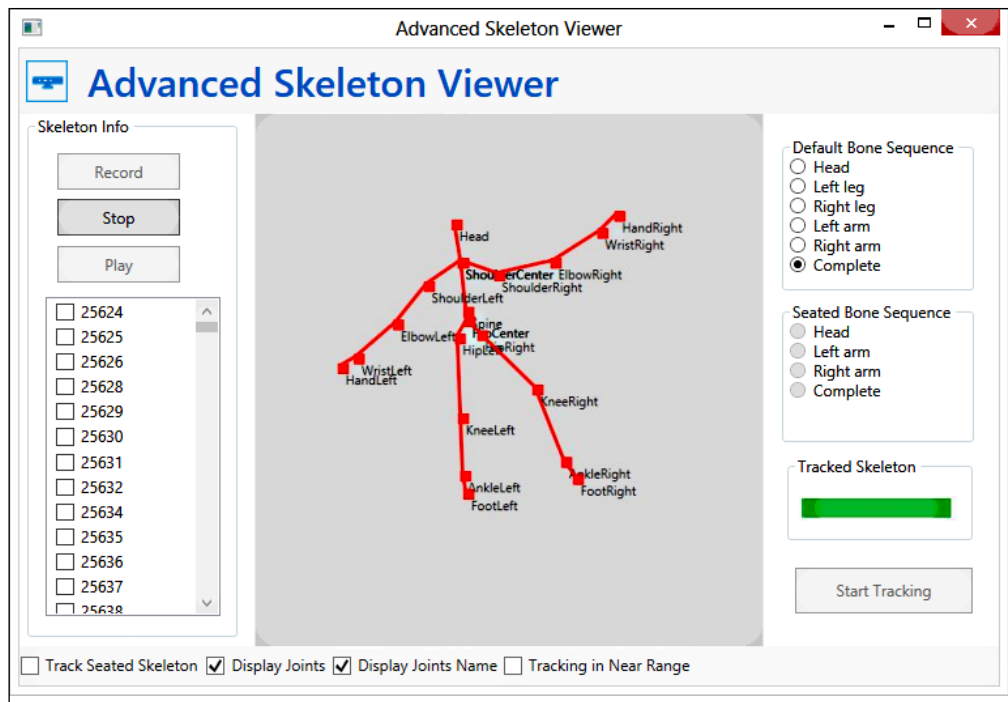 Advanced Skeleton Viewer
Advanced Skeleton Viewer
Skeleton Info
Record
Stop
Play
25624
25625
25626
25628
25629
25630
25631
25632
25634
25635
25636
25637
25638
Head
HandRight
WristRight
ShoulderCenter
ElbowRight
ShoulderRight
ShoulderLeft
Spine
HipCenter
ElbowLeft
HipLeft
HipRight
WristLeft
HandLeft
KneeRight
KneeLeft
AnkleRight
FootRight
AnkleLeft
FootLeft
Default Bone Sequence
Head
Left leg
Right leg
Left arm
Right arm
Complete
Seated Bone Sequence
Head
Left arm
Right arm
Complete
Tracked Skeleton
Start Tracking
Track Seated Skeleton
Display Joints
Display Joints Name
Tracking in Near Range